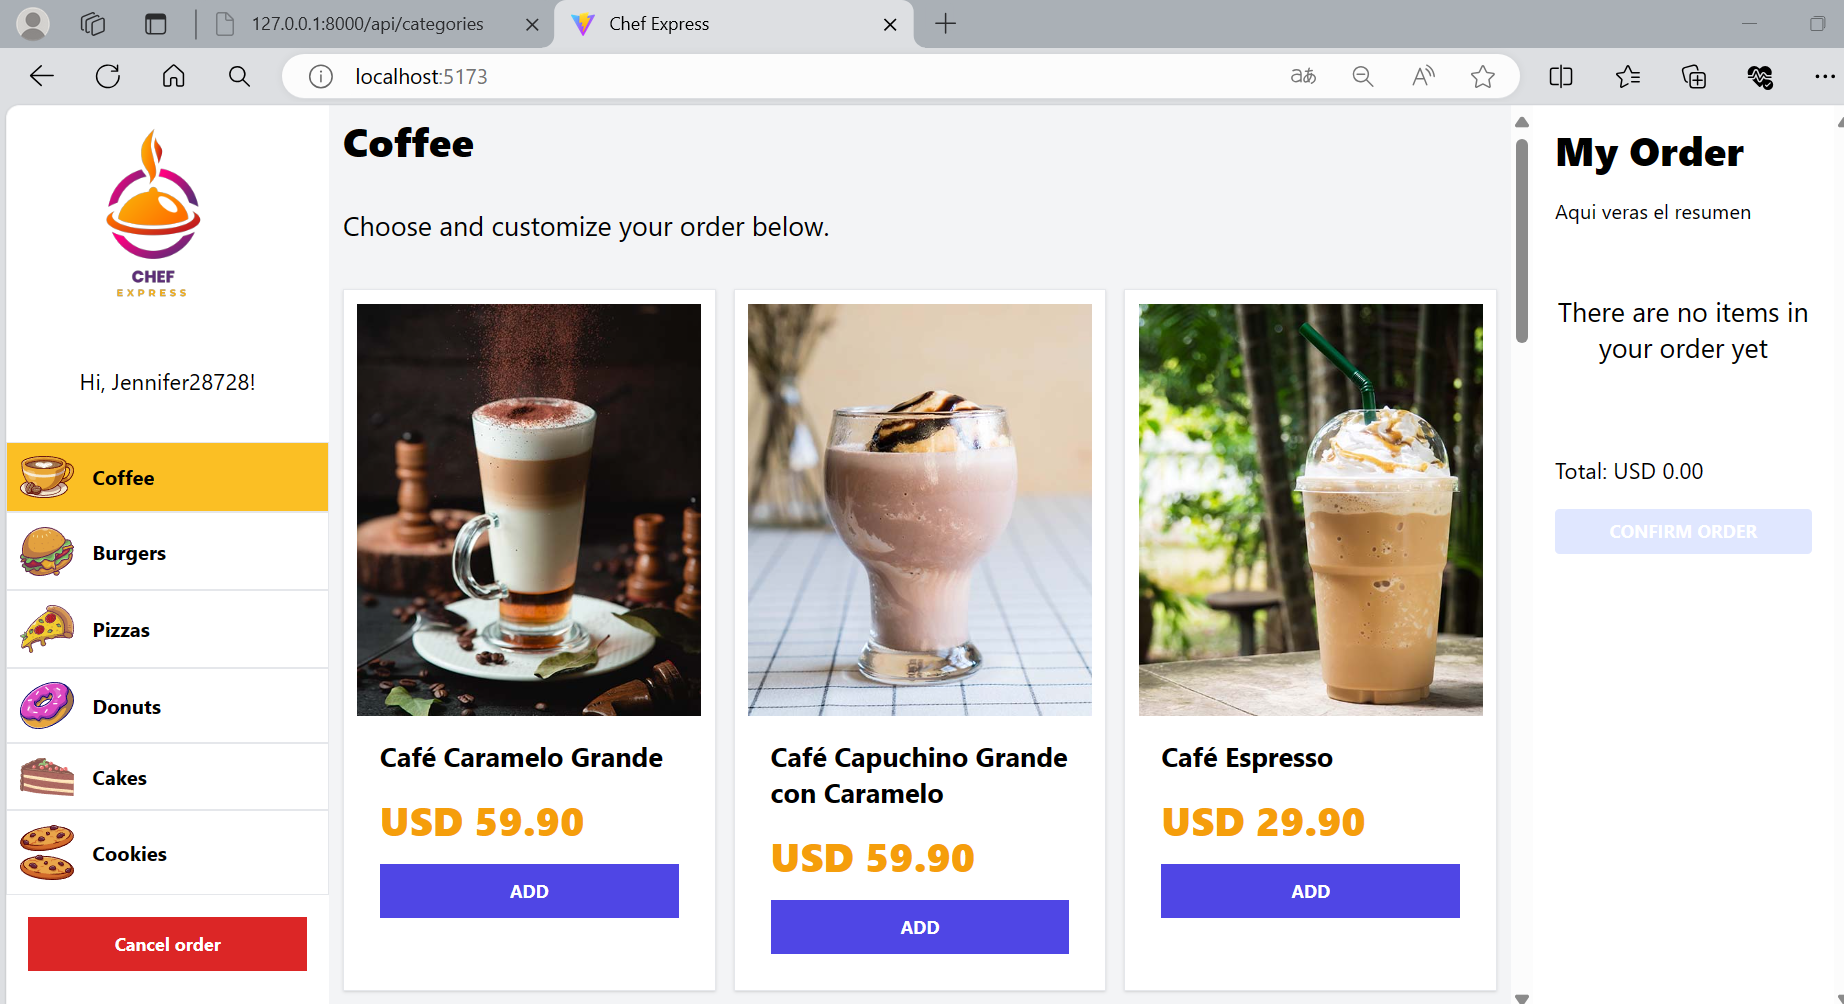 127.0.0.1:8000/api/categories
Chef Express
localhost:5173
CHEF
EXPRESS
Hi, Jennifer28728!
Coffee
Burgers
Pizzas
Donuts
Cakes
Cookies
Cancel order
Coffee
Choose and customize your order below.
Café Caramelo Grande
USD 59.90
ADD
Café Capuchino Grande
con Caramelo
USD 59.90
ADD
Café Espresso
USD 29.90
ADD
My Order
Aqui veras el resumen
There are no items in
your order yet
Total: USD 0.00
CONFIRM ORDER